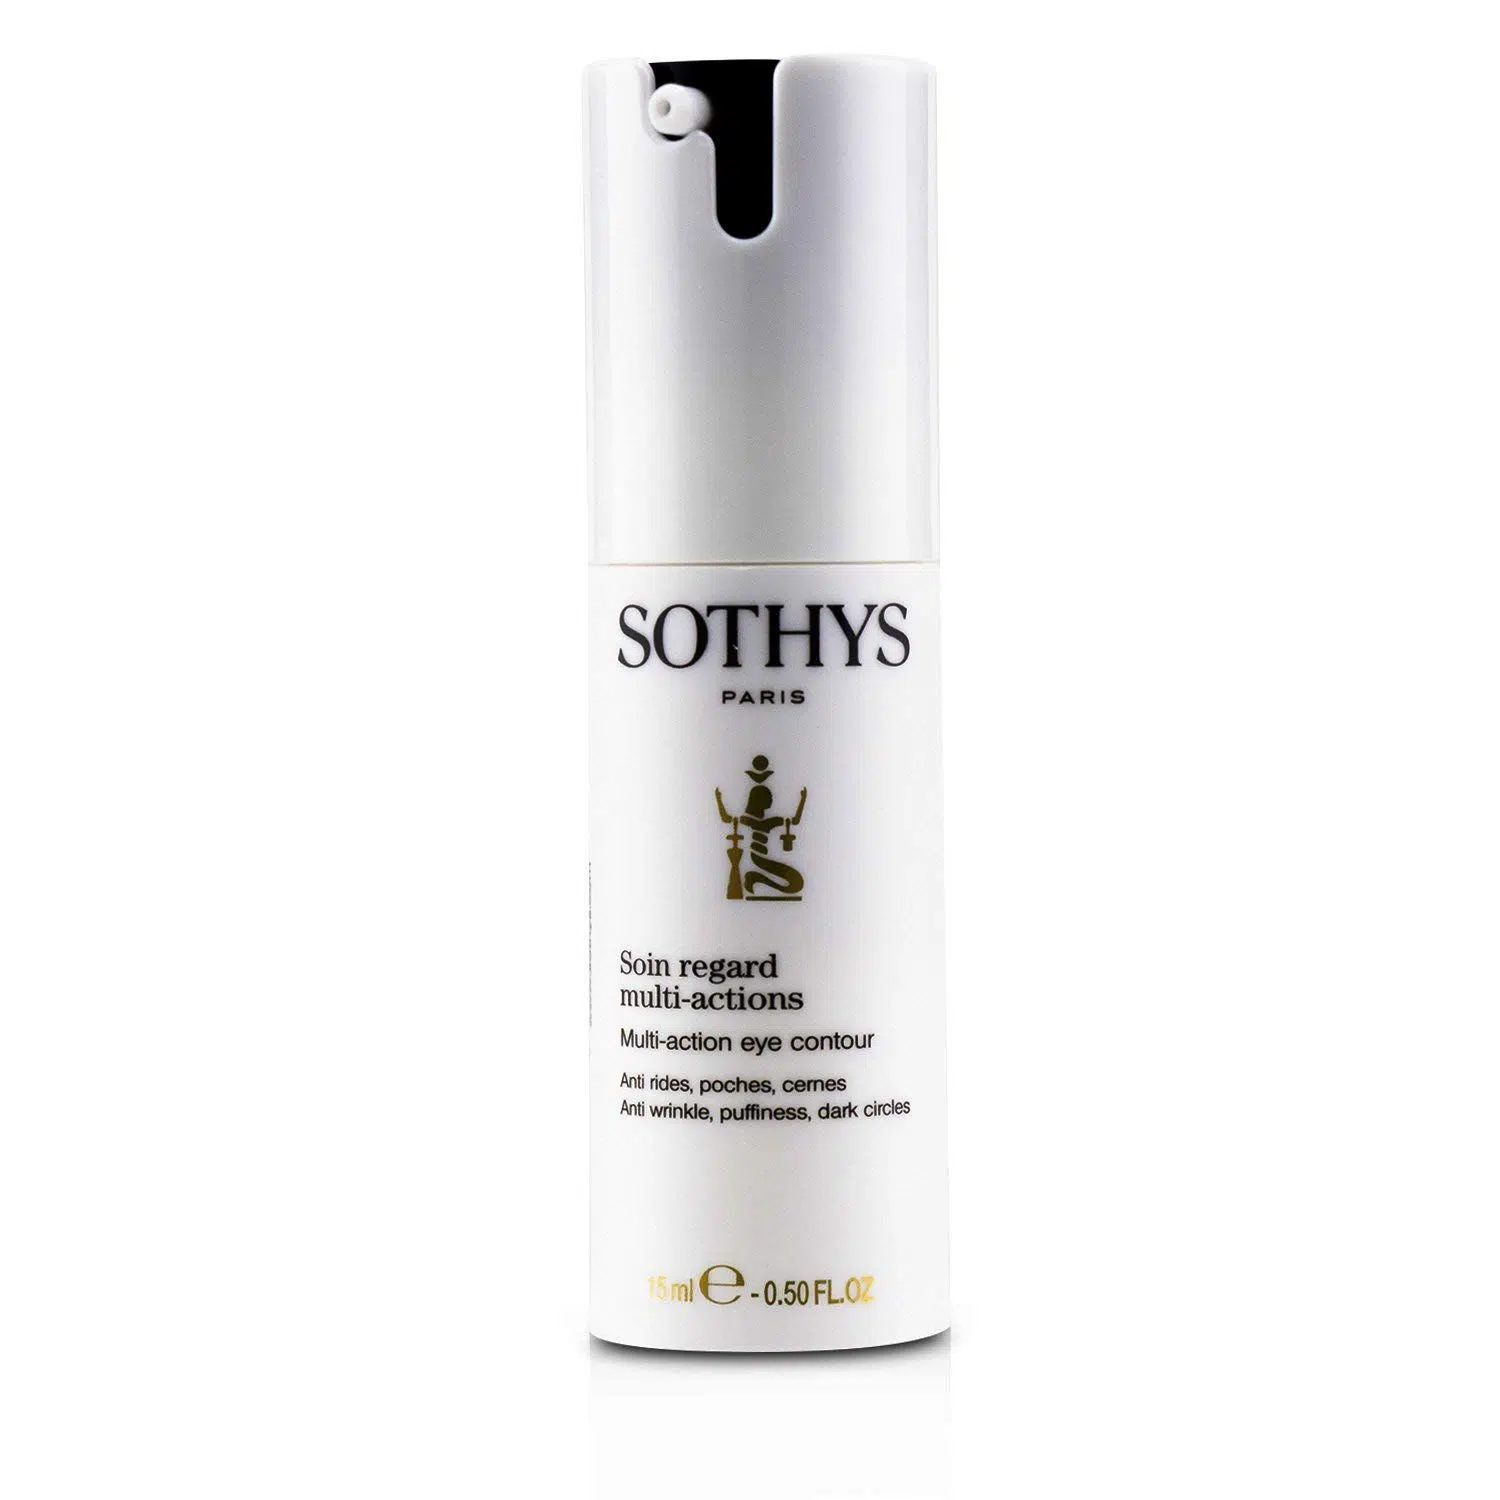 SOTHYS
PARIS
Soin regard
multi-actions
Multi-action eye contour
Anti rides, poches, cernes
Anti wrinkle, puffiness, dark circles
15 ml ℮ - 0.50 FL.OZ